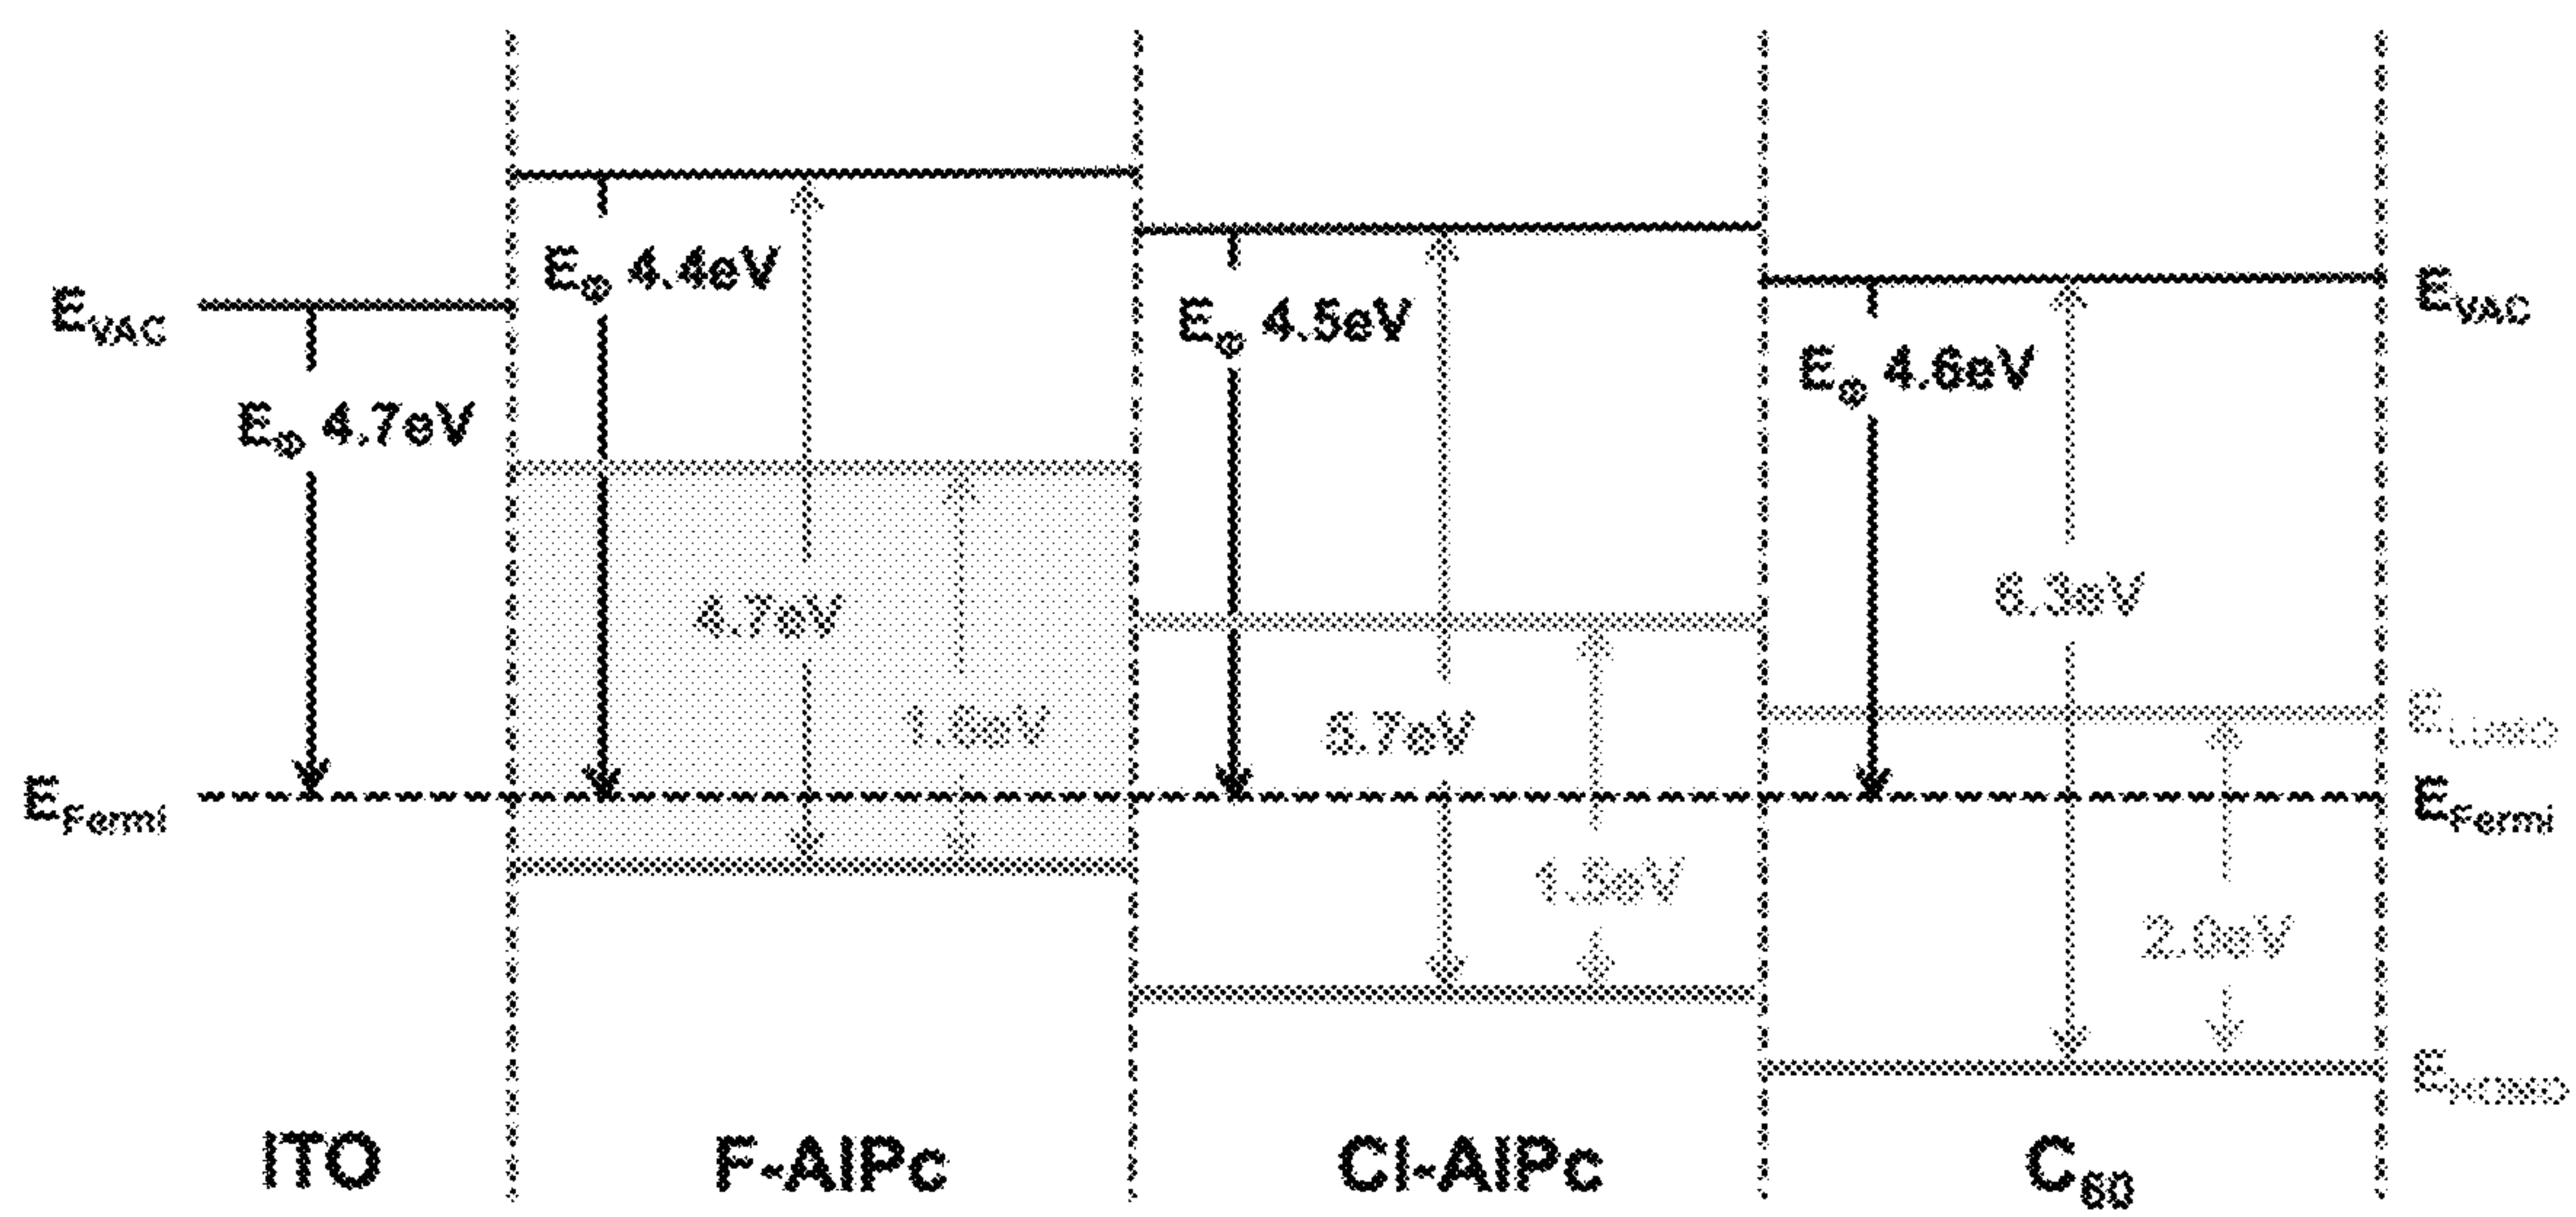 E_VAC
E_Φ 4.7eV
E_Fermi
ITO
E_Φ 4.4eV
4.7eV
F-AlPc
E_Φ 4.5eV
5.7eV
Cl-AlPc
E_Φ 4.6eV
6.3eV
2.0eV
C₆₀
E_VAC
E_LUMO
E_Fermi
E_HOMO